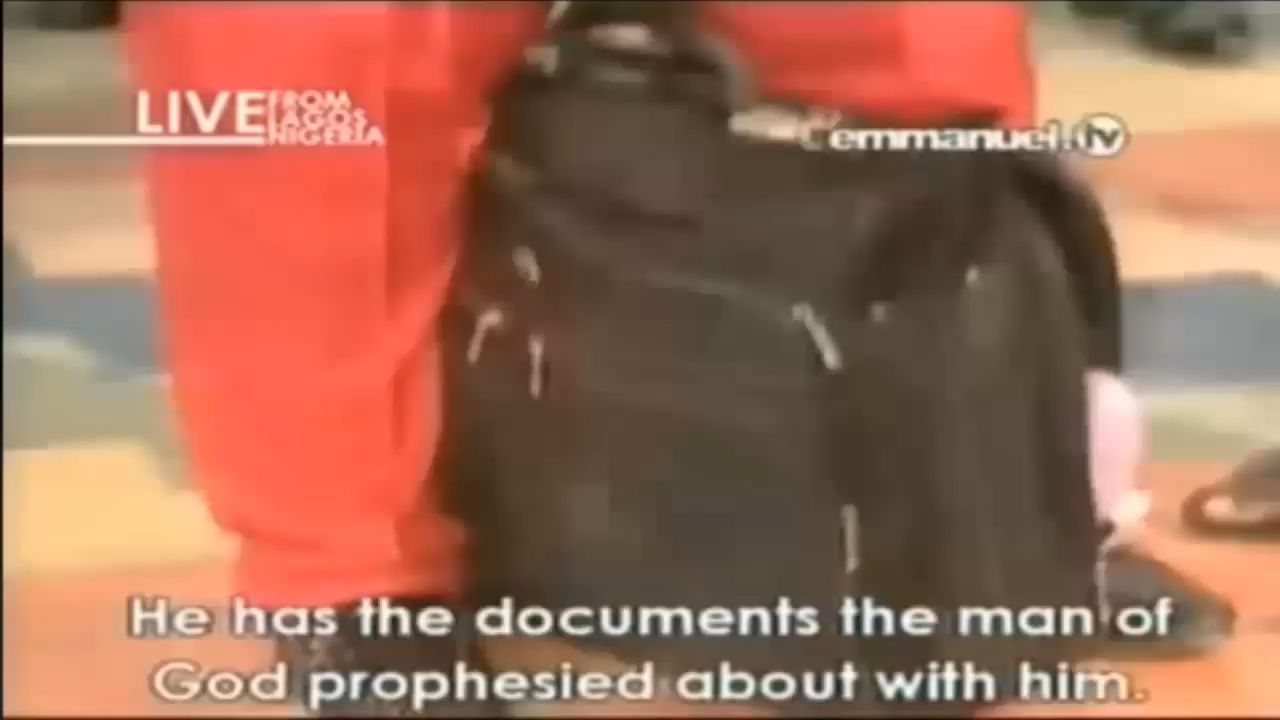 LIVE FROM
LAGOS
NIGERIA
emmanuel.tv
He has the documents the man of
God prophesied about with him.